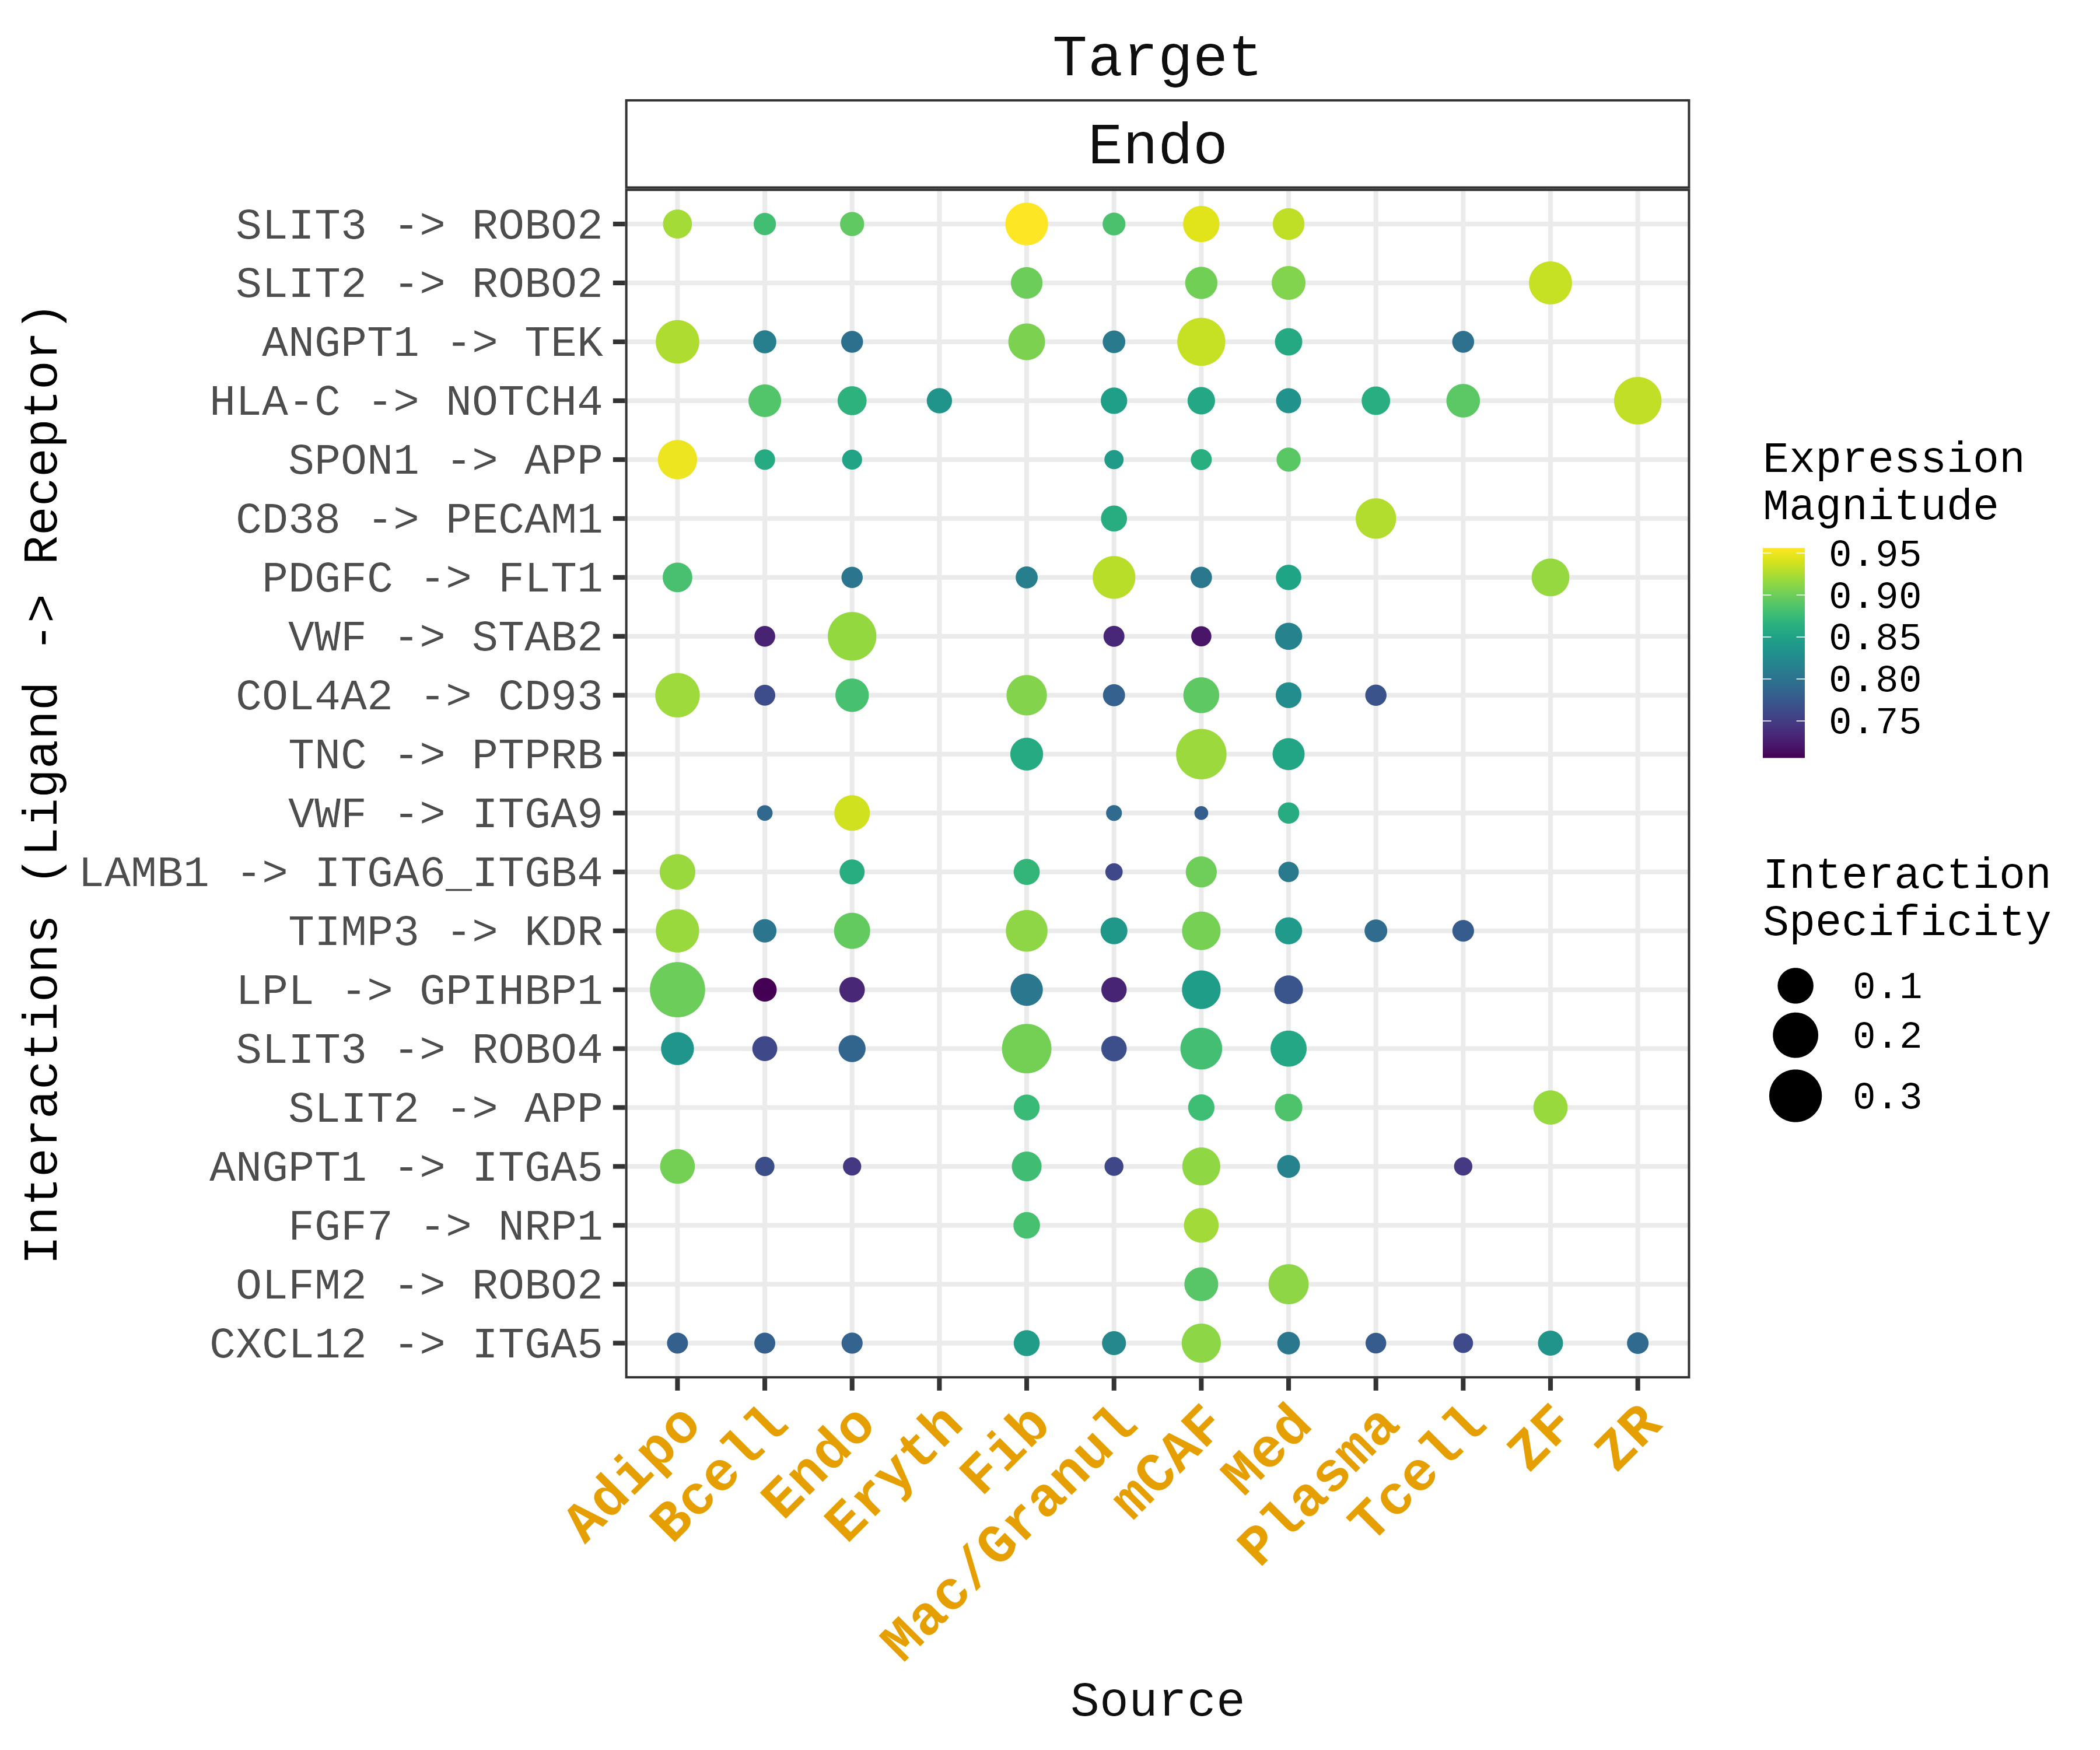 Target
Endo
Interactions (Ligand -> Receptor)
SLIT3 -> ROBO2
SLIT2 -> ROBO2
ANGPT1 -> TEK
HLA-C -> NOTCH4
SPON1 -> APP
CD38 -> PECAM1
PDGFC -> FLT1
VWF -> STAB2
COL4A2 -> CD93
TNC -> PTPRB
VWF -> ITGA9
LAMB1 -> ITGA6_ITGB4
TIMP3 -> KDR
LPL -> GPIHBP1
SLIT3 -> ROBO4
SLIT2 -> APP
ANGPT1 -> ITGA5
FGF7 -> NRP1
OLFM2 -> ROBO2
CXCL12 -> ITGA5
Adipo
Bcell
Endo
Eryth
Fib
Mac/Granul
mCAF
Med
Plasma
Tcell
ZF
ZR
Source
Expression
Magnitude
0.95
0.90
0.85
0.80
0.75
Interaction
Specificity
0.1
0.2
0.3